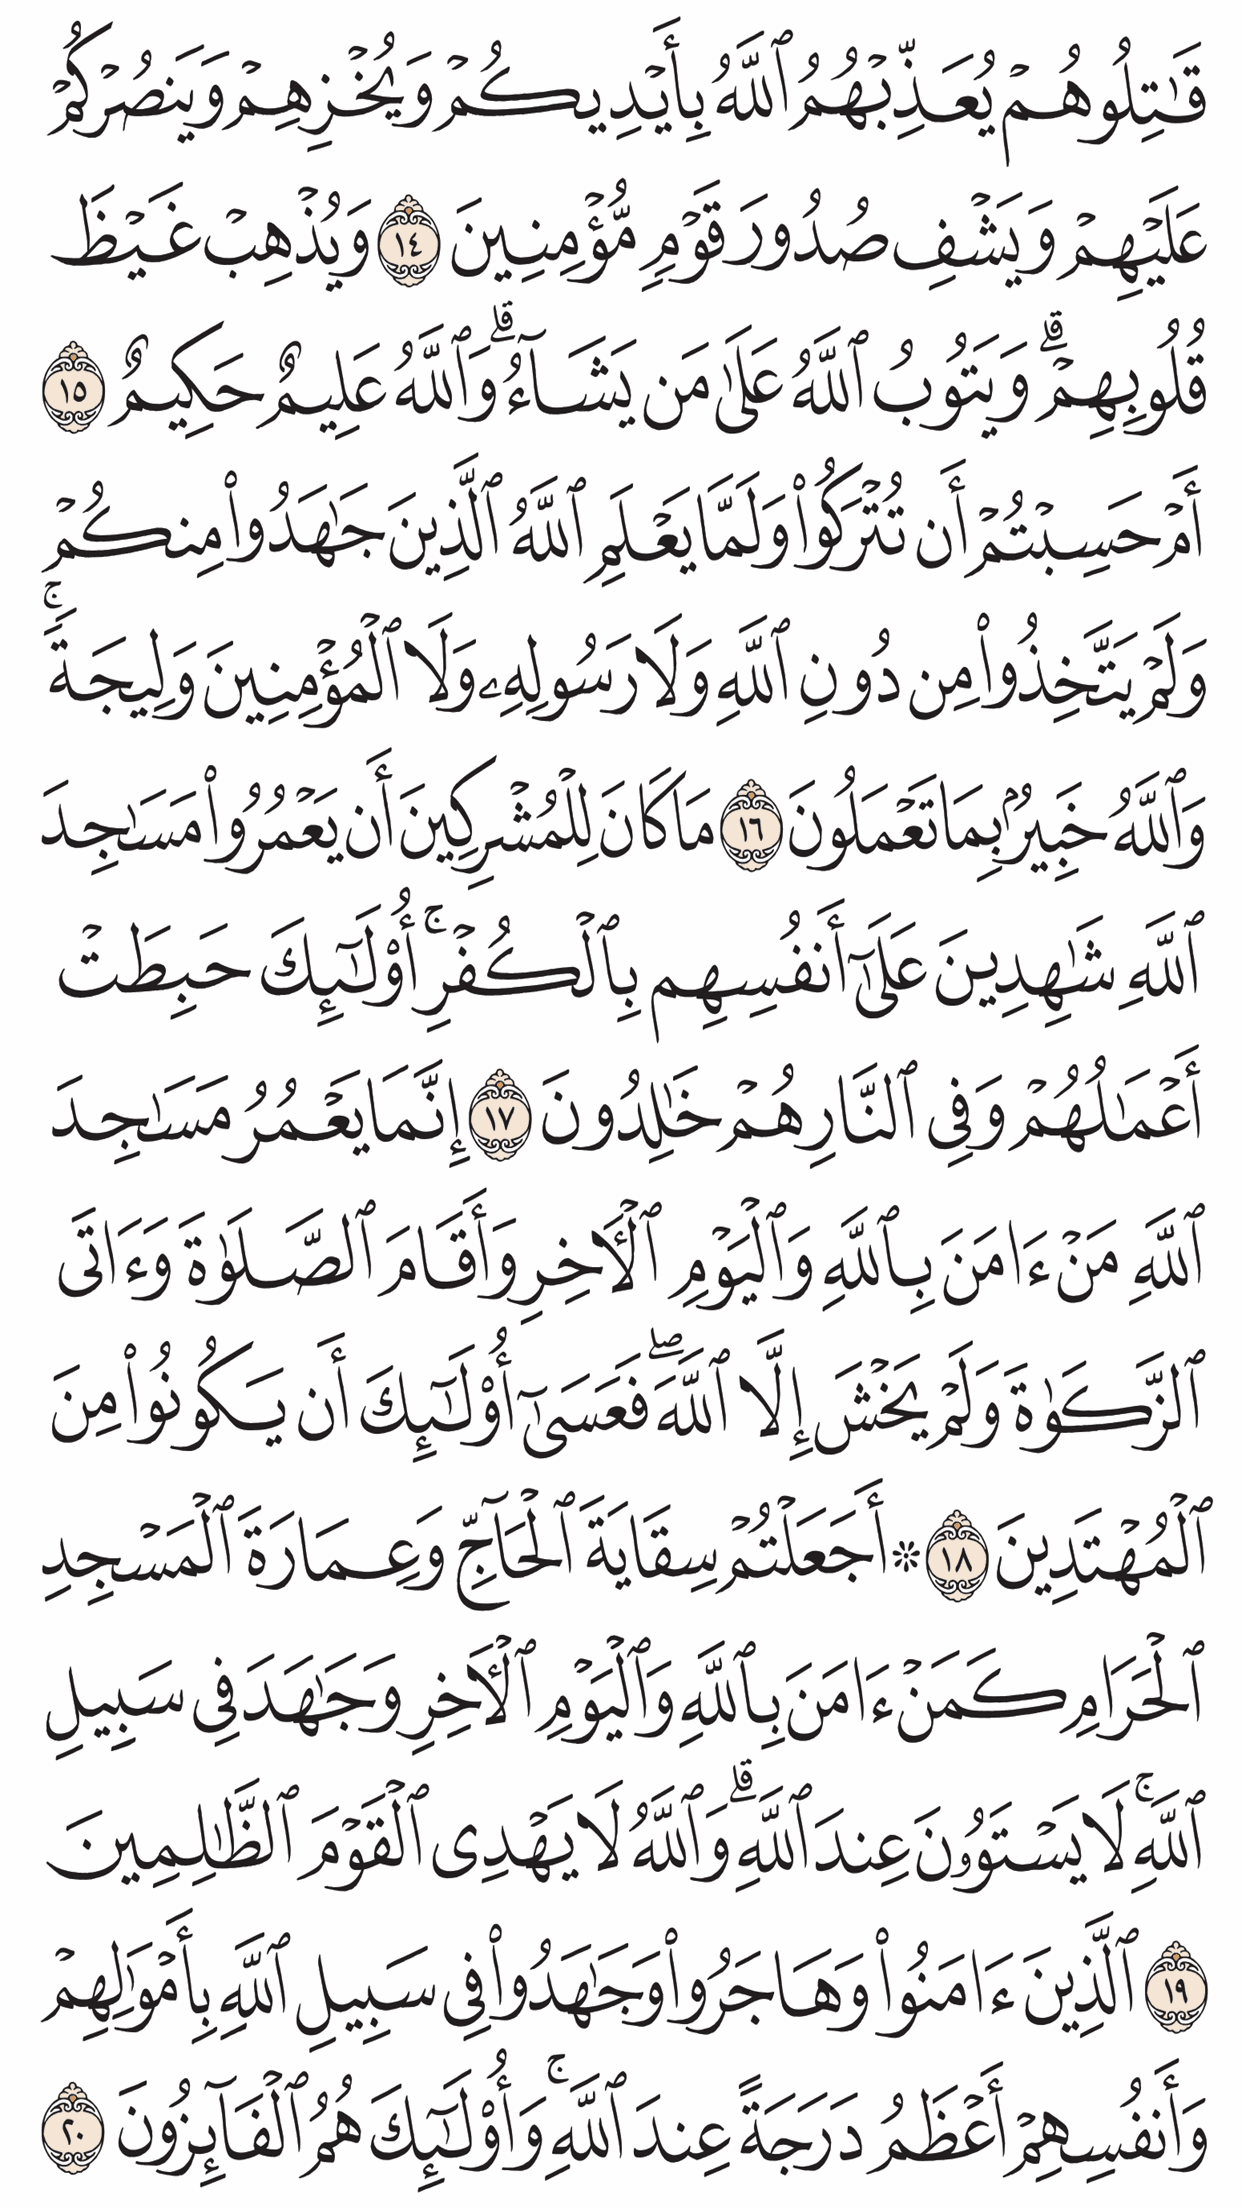 قَٰتِلُوهُمۡ يُعَذِّبۡهُمُ ٱللَّهُ بِأَيۡدِيكُمۡ وَيُخۡزِهِمۡ وَيَنصُرۡكُمۡ
عَلَيۡهِمۡ وَيَشۡفِ صُدُورَ قَوۡمٖ مُّؤۡمِنِينَ ١٤ وَيُذۡهِبۡ غَيۡظَ
قُلُوبِهِمۡۗ وَيَتُوبُ ٱللَّهُ عَلَىٰ مَن يَشَآءُۗ وَٱللَّهُ عَلِيمٌ حَكِيمٌ ١٥
أَمۡ حَسِبۡتُمۡ أَن تُتۡرَكُواْ وَلَمَّا يَعۡلَمِ ٱللَّهُ ٱلَّذِينَ جَٰهَدُواْ مِنكُمۡ
وَلَمۡ يَتَّخِذُواْ مِن دُونِ ٱللَّهِ وَلَا رَسُولِهِۦ وَلَا ٱلۡمُؤۡمِنِينَ وَلِيجَةٗۚ
وَٱللَّهُ خَبِيرُۢ بِمَا تَعۡمَلُونَ ١٦ مَا كَانَ لِلۡمُشۡرِكِينَ أَن يَعۡمُرُواْ مَسَٰجِدَ
ٱللَّهِ شَٰهِدِينَ عَلَىٰٓ أَنفُسِهِم بِٱلۡكُفۡرِۚ أُوْلَٰٓئِكَ حَبِطَتۡ
أَعۡمَٰلُهُمۡ وَفِي ٱلنَّارِ هُمۡ خَٰلِدُونَ ١٧ إِنَّمَا يَعۡمُرُ مَسَٰجِدَ
ٱللَّهِ مَنۡ ءَامَنَ بِٱللَّهِ وَٱلۡيَوۡمِ ٱلۡأٓخِرِ وَأَقَامَ ٱلصَّلَوٰةَ وَءَاتَى
ٱلزَّكَوٰةَ وَلَمۡ يَخۡشَ إِلَّا ٱللَّهَۖ فَعَسَىٰٓ أُوْلَٰٓئِكَ أَن يَكُونُواْ مِنَ
ٱلۡمُهۡتَدِينَ ١٨ ۞ أَجَعَلۡتُمۡ سِقَايَةَ ٱلۡحَآجِّ وَعِمَارَةَ ٱلۡمَسۡجِدِ
ٱلۡحَرَامِ كَمَنۡ ءَامَنَ بِٱللَّهِ وَٱلۡيَوۡمِ ٱلۡأٓخِرِ وَجَٰهَدَ فِي سَبِيلِ
ٱللَّهِۚ لَا يَسۡتَوُۥنَ عِندَ ٱللَّهِۗ وَٱللَّهُ لَا يَهۡدِي ٱلۡقَوۡمَ ٱلظَّٰلِمِينَ
١٩ ٱلَّذِينَ ءَامَنُواْ وَهَاجَرُواْ وَجَٰهَدُواْ فِي سَبِيلِ ٱللَّهِ بِأَمۡوَٰلِهِمۡ
وَأَنفُسِهِمۡ أَعۡظَمُ دَرَجَةً عِندَ ٱللَّهِۚ وَأُوْلَٰٓئِكَ هُمُ ٱلۡفَآئِزُونَ ٢٠